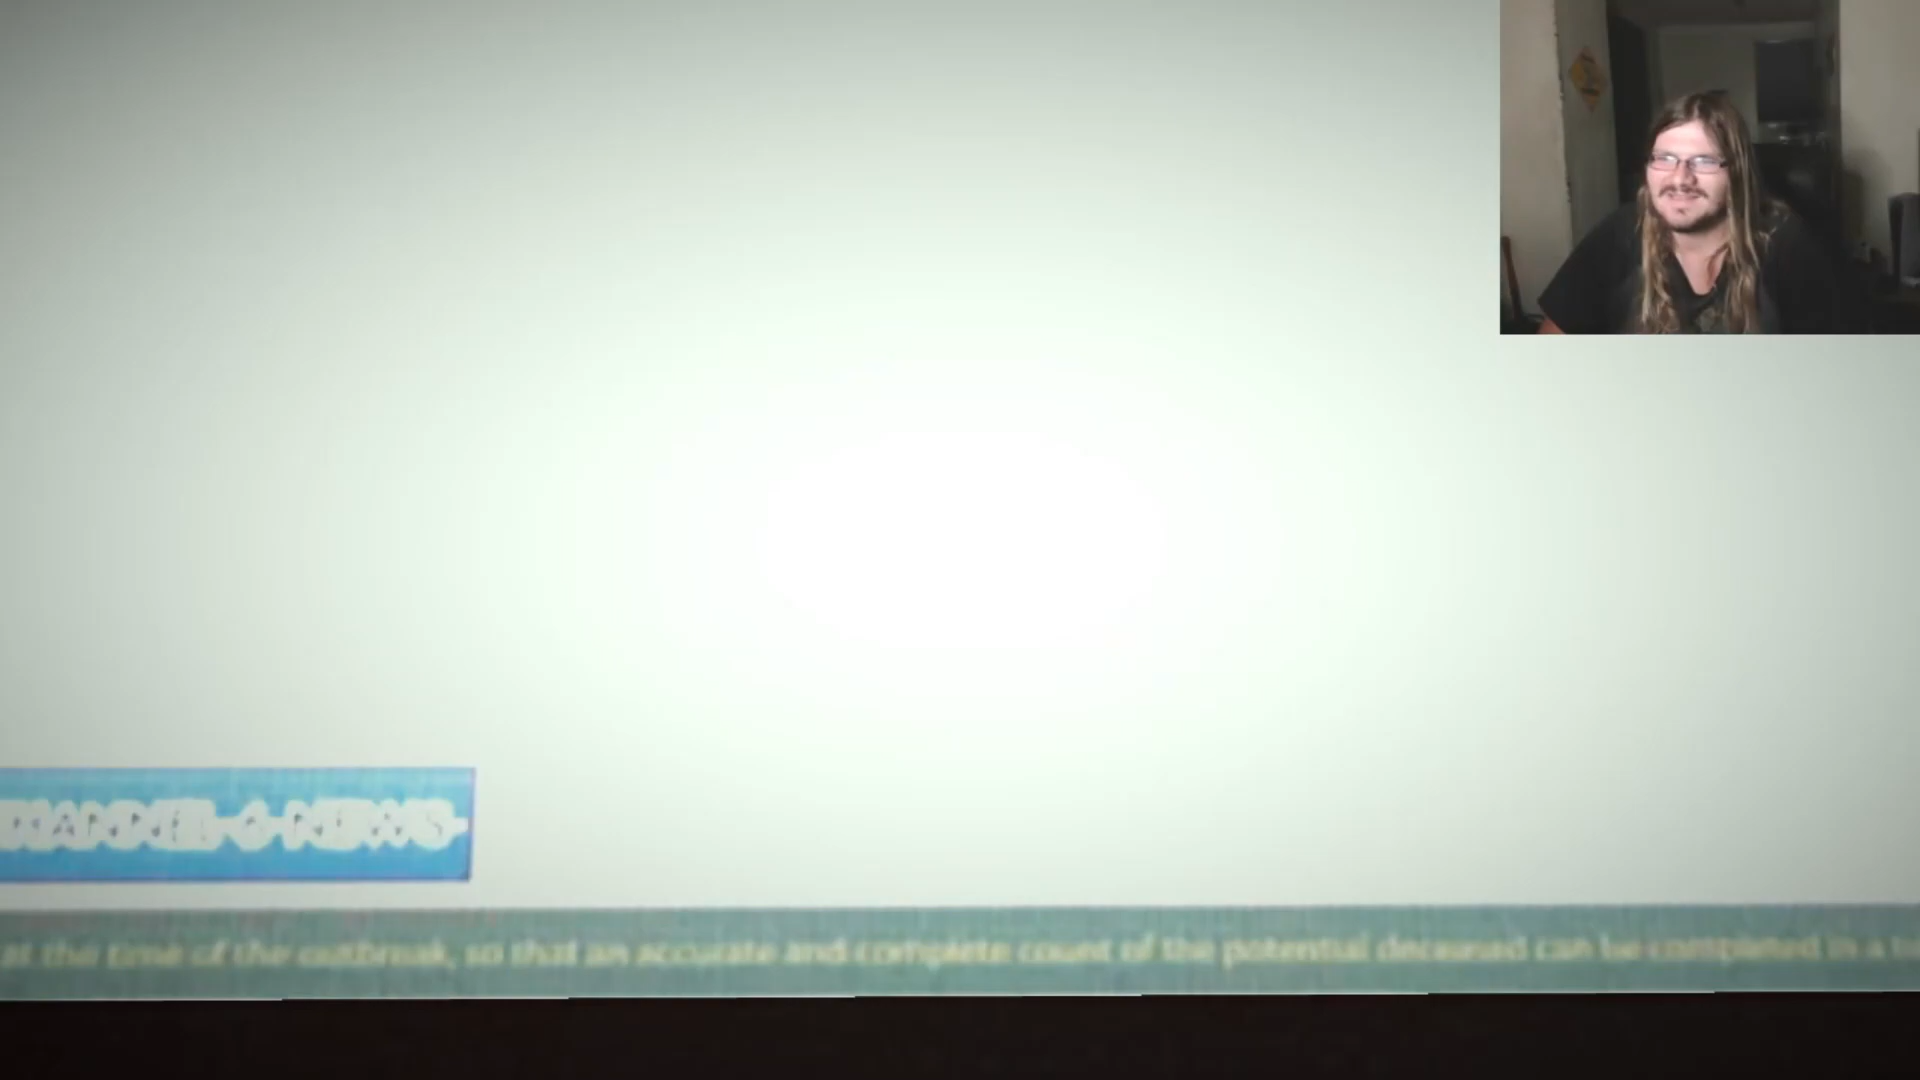 NEWS
at the time of the outbreak, so that an accurate and complete count of the potential deceased can be completed in a